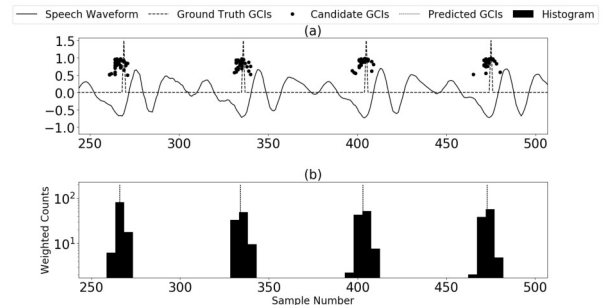 Speech Waveform Ground Truth GCIs Candidate GCIs Predicted GCIs Histogram
(a)
1.5
1.0
0.5
0.0
−0.5
−1.0
250 300 350 400 450 500
(b)
Weighted Counts
10²
10¹
250 300 350 400 450 500
Sample Number